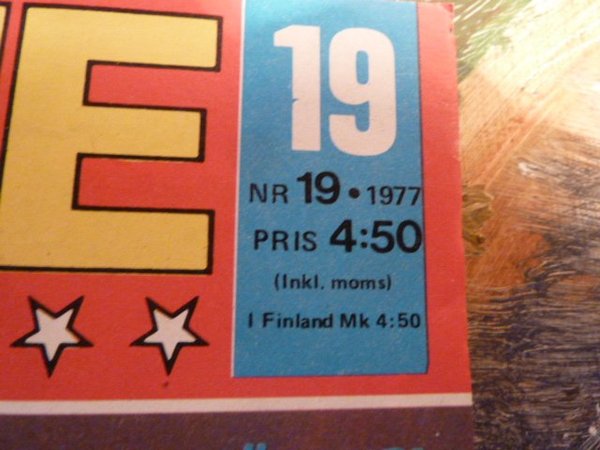 E
19
NR 19 • 1977
PRIS 4:50
(Inkl. moms)
I Finland Mk 4:50